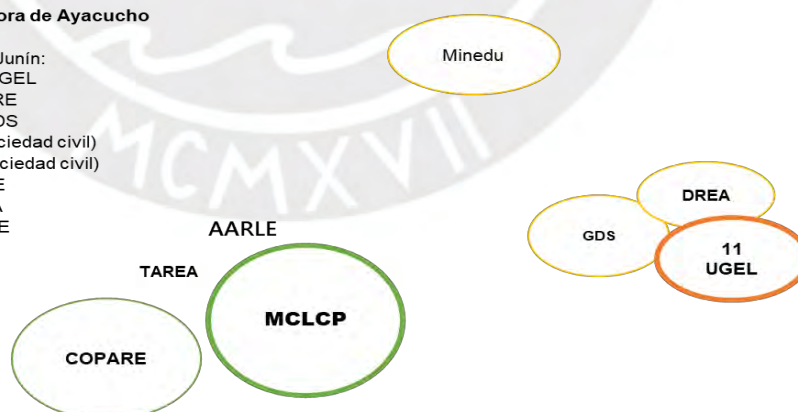 ora de Ayacucho
Junín:
GEL
RE
OS
ciedad civil)
ciedad civil)
E
A
E
Minedu
MCMXVII
DREA
GDS
11
UGEL
AARLE
TAREA
MCLCP
COPARE